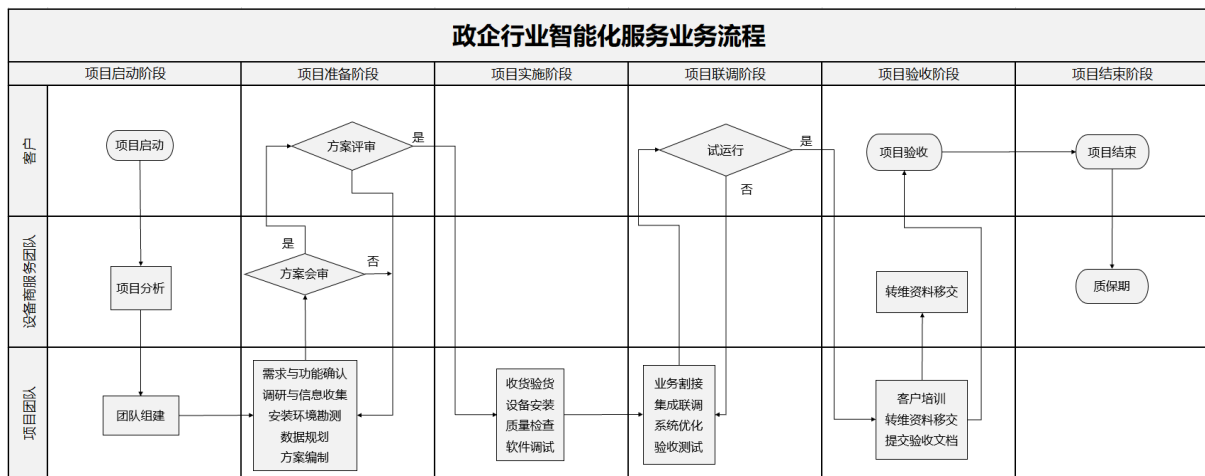 政企行业智能化服务业务流程
项目启动阶段
项目准备阶段
项目实施阶段
项目联调阶段
项目验收阶段
项目结束阶段
客户
项目启动
方案评审
是
试运行
是
否
项目验收
项目结束
设备商服务团队
项目分析
是
方案会审
否
转维资料移交
质保期
项目团队
团队组建
需求与功能确认
调研与信息收集
安装环境勘测
数据规划
方案编制
收货验货
设备安装
质量检查
软件调试
业务割接
集成联调
系统优化
验收测试
客户培训
转维资料移交
提交验收文档